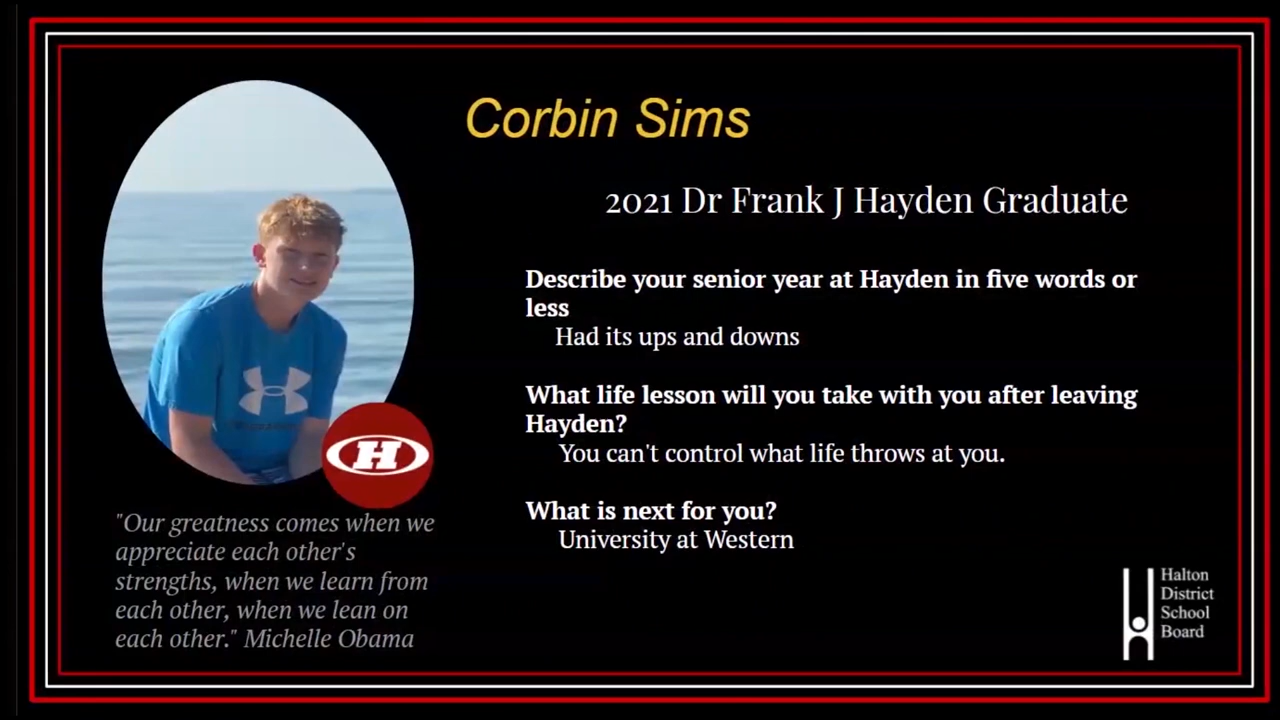 Corbin Sims
2021 Dr Frank J Hayden Graduate
Describe your senior year at Hayden in five words or
less
Had its ups and downs
What life lesson will you take with you after leaving
Hayden?
You can't control what life throws at you.
What is next for you?
University at Western
H
"Our greatness comes when we
appreciate each other's
strengths, when we learn from
each other, when we lean on
each other." Michelle Obama
Halton
District
School
Board